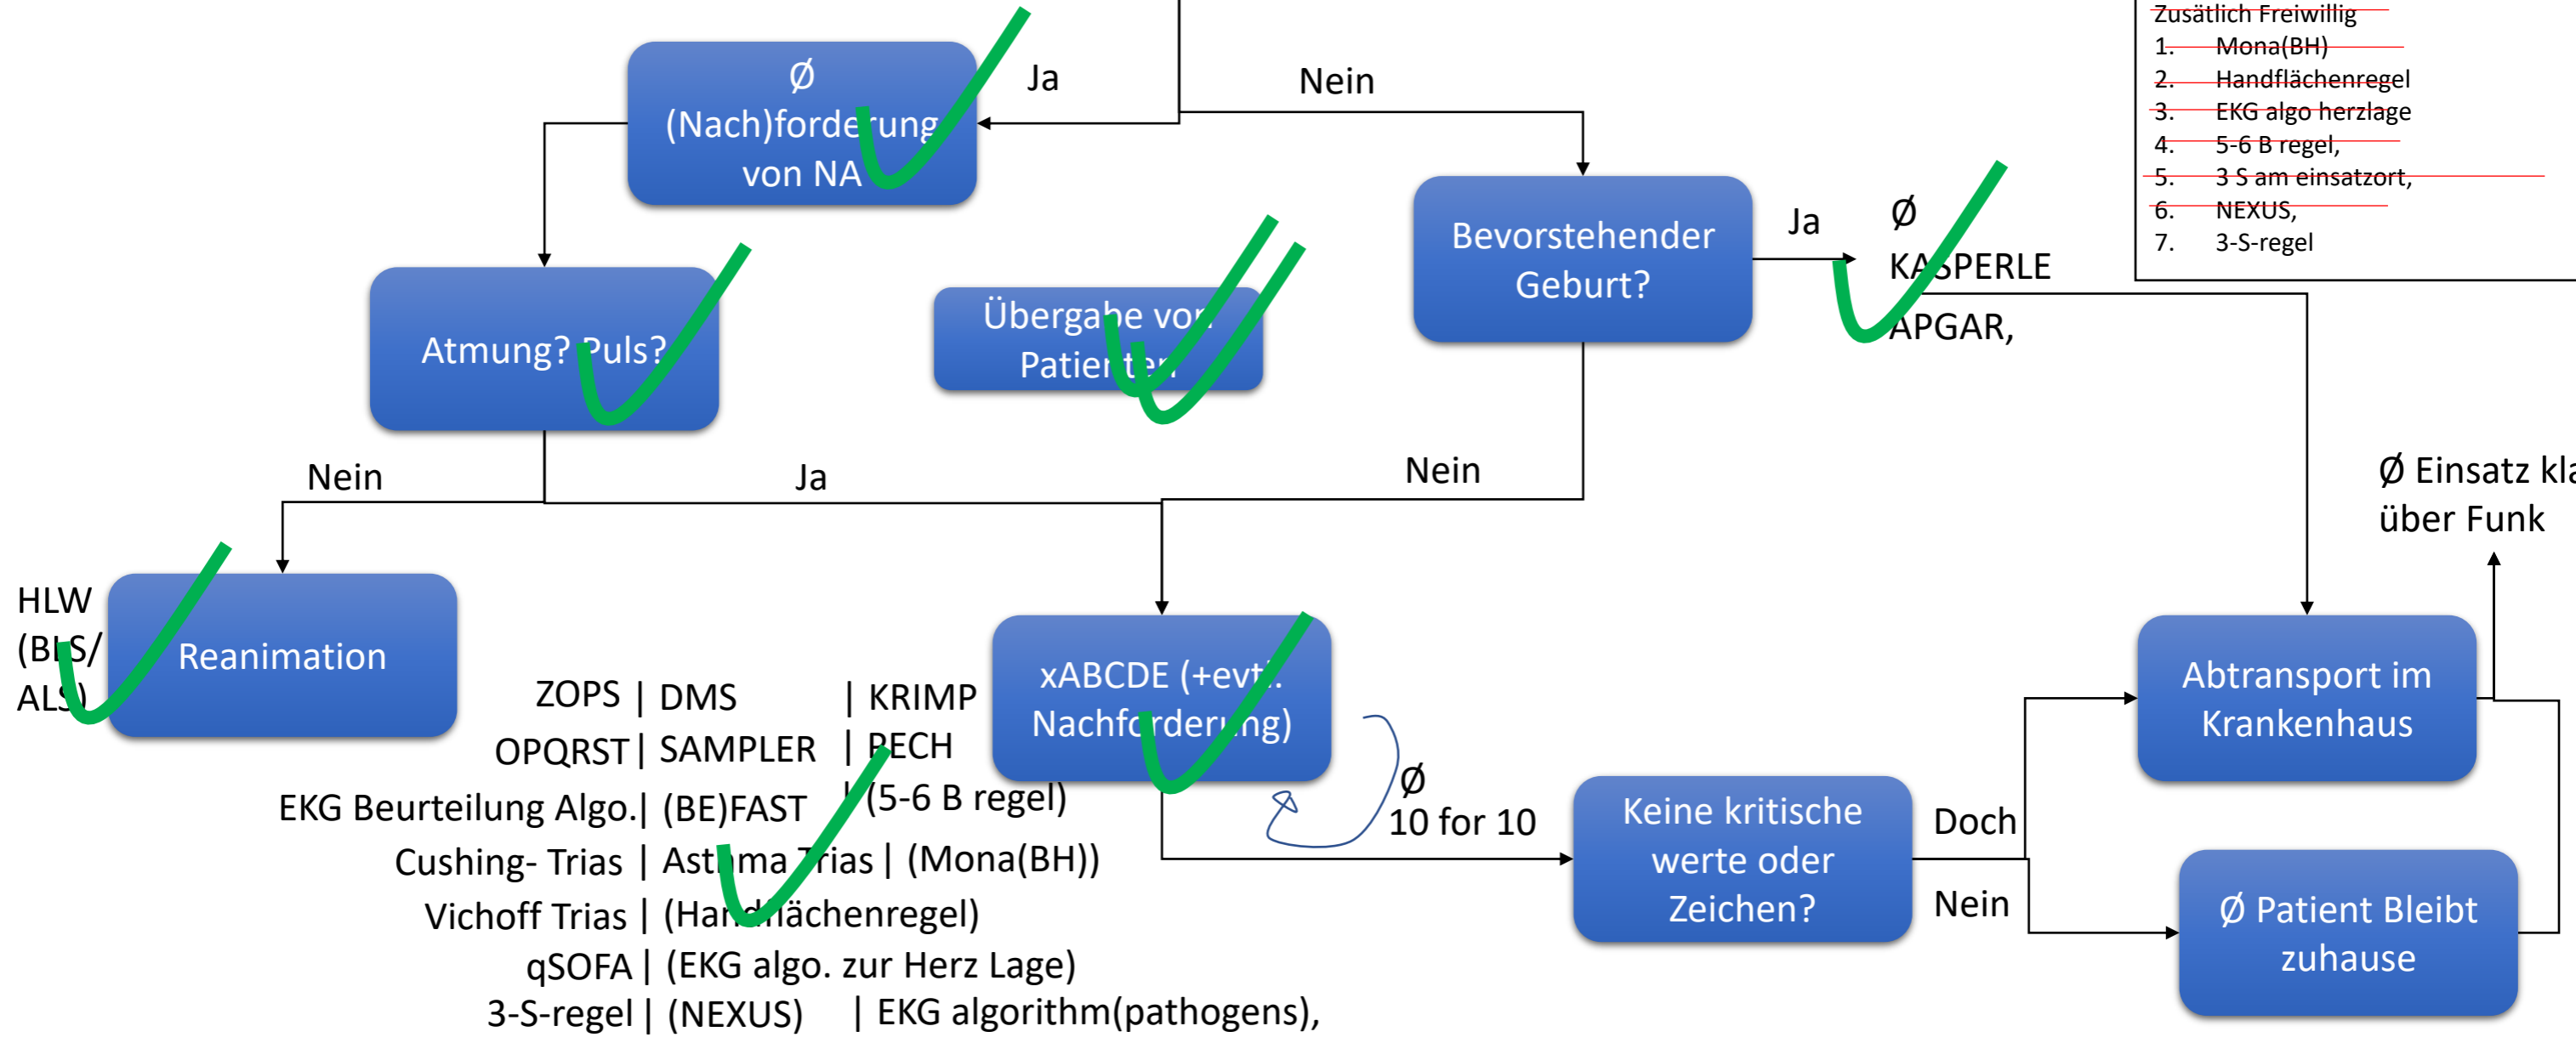 Zusätlich Freiwillig
1. Mona(BH)
2. Handflächenregel
3. EKG algo herzlage
4. 5-6 B regel,
5. 3 S am einsatzort,
6. NEXUS,
7. 3-S-regel
Ja
Nein
Ø
(Nach)forderung
von NA
Bevorstehender
Geburt?
Ja
Ø
KASPERLE
APGAR,
Atmung? Puls?
Übergabe von
Patienten
Nein
Ja
Nein
Ø Einsatz kla
über Funk
HLW
(BLS/
ALS)
Reanimation
xABCDE (+evtl.
Nachforderung)
Abtransport im
Krankenhaus
ZOPS | DMS | KRIMP
OPQRST | SAMPLER | PECH
EKG Beurteilung Algo. | (BE)FAST | (5-6 B regel)
Cushing- Trias | Asthma Trias | (Mona(BH))
Vichoff Trias | (Handflächenregel)
qSOFA | (EKG algo. zur Herz Lage)
3-S-regel | (NEXUS) | EKG algorithm(pathogens),
Ø
10 for 10
Keine kritische
werte oder
Zeichen?
Doch
Nein
Ø Patient Bleibt
zuhause